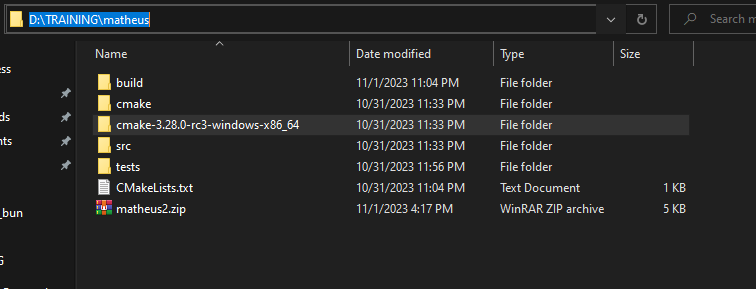 D:\TRAINING\matheus
Search m
Name Date modified Type Size
ess
build 11/1/2023 11:04 PM File folder
cmake 10/31/2023 11:33 PM File folder
ds
cmake-3.28.0-rc3-windows-x86_64 10/31/2023 11:33 PM File folder
nts
src 10/31/2023 11:33 PM File folder
tests 10/31/2023 11:56 PM File folder
CMakeLists.txt 10/31/2023 11:04 PM Text Document 1 KB
_bun
matheus2.zip 11/1/2023 4:17 PM WinRAR ZIP archive 5 KB
G